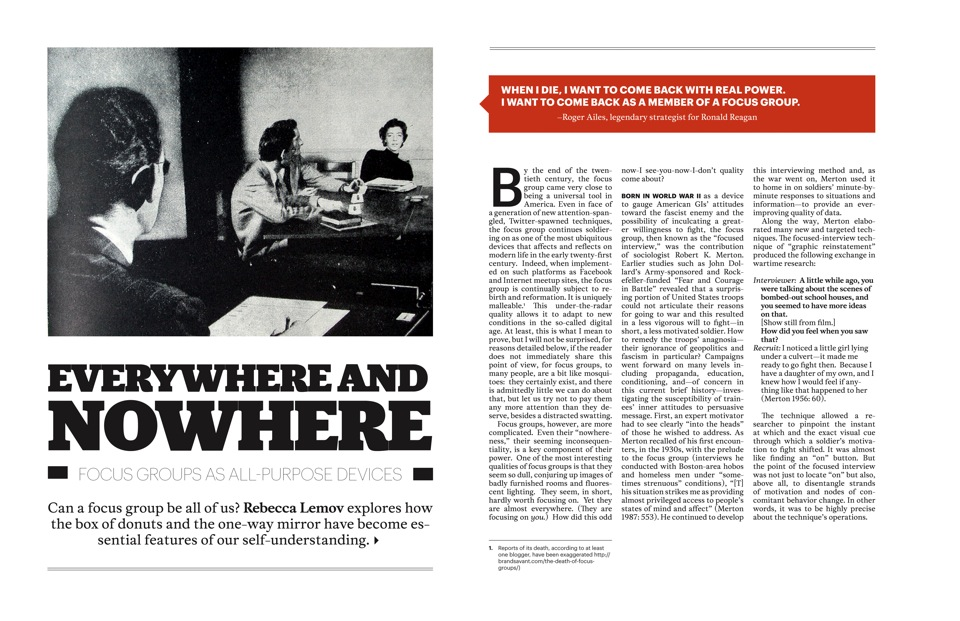 EVERYWHERE AND
NOWHERE
FOCUS GROUPS AS ALL-PURPOSE DEVICES
Can a focus group be all of us? Rebecca Lemov explores how
the box of donuts and the one-way mirror have become es-
sential features of our self-understanding.
WHEN I DIE, I WANT TO COME BACK WITH REAL POWER.
I WANT TO COME BACK AS A MEMBER OF A FOCUS GROUP.
–Roger Ailes, legendary strategist for Ronald Reagan
By the end of the twen-
tieth century, the focus
group came very close to
being a universal tool in
America. Even in face of
a generation of new attention-span-
gled, Twitter-spawned techniques,
the focus group continues soldier-
ing on as one of the most ubiquitous
devices that affects and reflects on
modern life in the early twenty-first
century. Indeed, when implement-
ed on such platforms as Facebook
and Internet meetup sites, the focus
group is continually subject to re-
birth and reformation. It is uniquely
malleable.¹ This under-the-radar
quality allows it to adapt to new
conditions in the so-called digital
age. At least, this is what I mean to
prove, but I will not be surprised, for
reasons detailed below, if the reader
does not immediately share this
point of view, for focus groups, to
many people, are a bit like mosqui-
toes: they certainly exist, and there
is admittedly little we can do about
that, but let us try not to pay them
any more attention than they de-
serve, besides a distracted swatting.
Focus groups, however, are more
complicated. Even their “nowhere-
ness,” their seeming inconsequen-
tiality, is a key component of their
power. One of the most interesting
qualities of focus groups is that they
seem so dull, conjuring up images of
badly furnished rooms and fluores-
cent lighting. They seem, in short,
hardly worth focusing on. Yet they
are almost everywhere. (They are
focusing on you.) How did this odd
1. Reports of its death, according to at least
one blogger, have been exaggerated http://
brandsavant.com/the-death-of-focus-
groups/)
now-I see-you-now-I-don’t quality
come about?
BORN IN WORLD WAR II as a device
to gauge American GIs’ attitudes
toward the fascist enemy and the
possibility of inculcating a great-
er willingness to fight, the focus
group, then known as the “focused
interview,” was the contribution
of sociologist Robert K. Merton.
Earlier studies such as John Dol-
lard’s Army-sponsored and Rock-
efeller-funded “Fear and Courage
in Battle” revealed that a surpris-
ing portion of United States troops
could not articulate their reasons
for going to war and this resulted
in a less vigorous will to fight—in
short, a less motivated soldier. How
to remedy the troops’ anagnosia—
their ignorance of geopolitics and
fascism in particular? Campaigns
went forward on many levels in-
cluding propaganda, education,
conditioning, and—of concern in
this current brief history—inves-
tigating the susceptibility of train-
ees’ inner attitudes to persuasive
message. First, an expert motivator
had to see clearly “into the heads”
of those he wished to address. As
Merton recalled of his first encoun-
ters, in the 1930s, with the prelude
to the focus group (interviews he
conducted with Boston-area hobos
and homeless men under “some-
times strenuous” conditions), “[T]
his situation strikes me as providing
almost privileged access to people’s
states of mind and affect” (Merton
1987: 553). He continued to develop
this interviewing method and, as
the war went on, Merton used it
to home in on soldiers’ minute-by-
minute responses to situations and
information—to provide an ever-
improving quality of data.
Along the way, Merton elabo-
rated many new and targeted tech-
niques. The focused-interview tech-
nique of “graphic reinstatement”
produced the following exchange in
wartime research:
Interviewer: A little while ago, you
were talking about the scenes of
bombed-out school houses, and
you seemed to have more ideas
on that.
[Show still from film.]
How did you feel when you saw
that?
Recruit: I noticed a little girl lying
under a culvert—it made me
ready to go fight then. Because I
have a daughter of my own, and I
knew how I would feel if any-
thing like that happened to her
(Merton 1956: 60).
The technique allowed a re-
searcher to pinpoint the instant
at which and the exact visual cue
through which a soldier’s motiva-
tion to fight shifted. It was almost
like finding an “on” button. But
the point of the focused interview
was not just to locate “on” but also,
above all, to disentangle strands
of motivation and nodes of con-
comitant behavior change. In other
words, it was to be highly precise
about the technique’s operations.